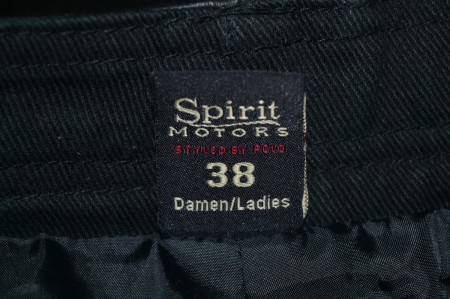 Spirit
MOTORS
STYLED BY POLO
38
Damen/Ladies